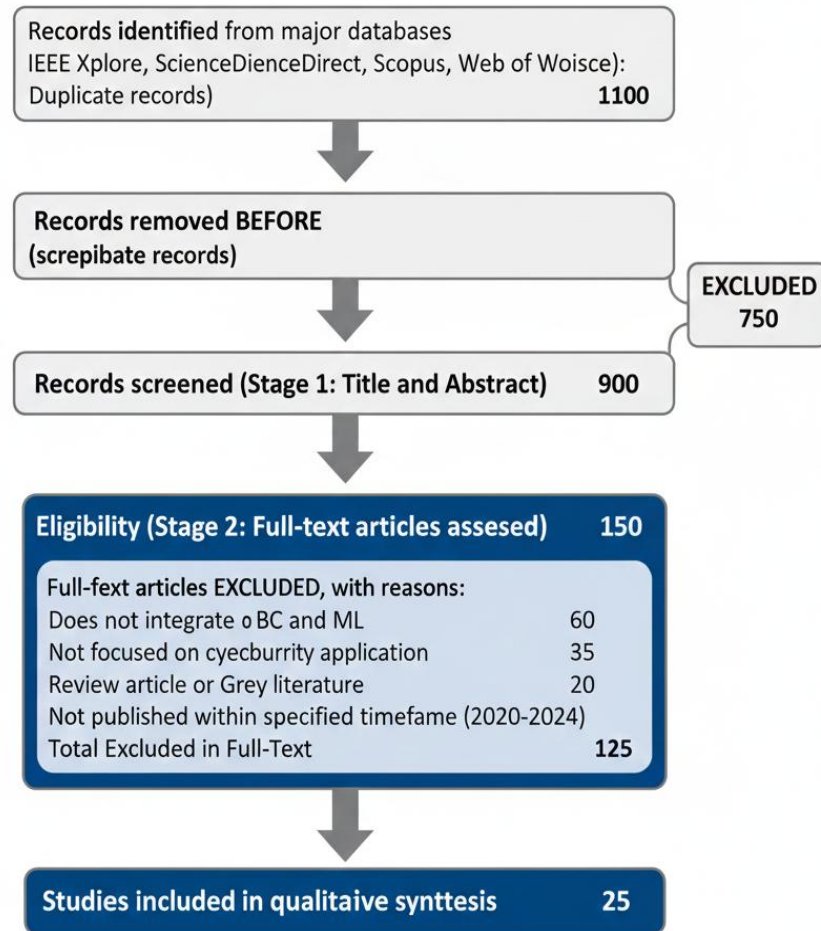 Records identified from major databases
IEEE Xplore, ScienceDienceDirect, Scopus, Web of Woisce):
Duplicate records) 1100
Records removed BEFORE
(screpibate records)
EXCLUDED
750
Records screened (Stage 1: Title and Abstract) 900
Eligibility (Stage 2: Full-text articles assesed) 150
Full-fext articles EXCLUDED, with reasons:
Does not integrate o BC and ML 60
Not focused on cyecburrity application 35
Review article or Grey literature 20
Not published within specified timefame (2020-2024)
Total Excluded in Full-Text 125
Studies included in qualitaive synttesis 25